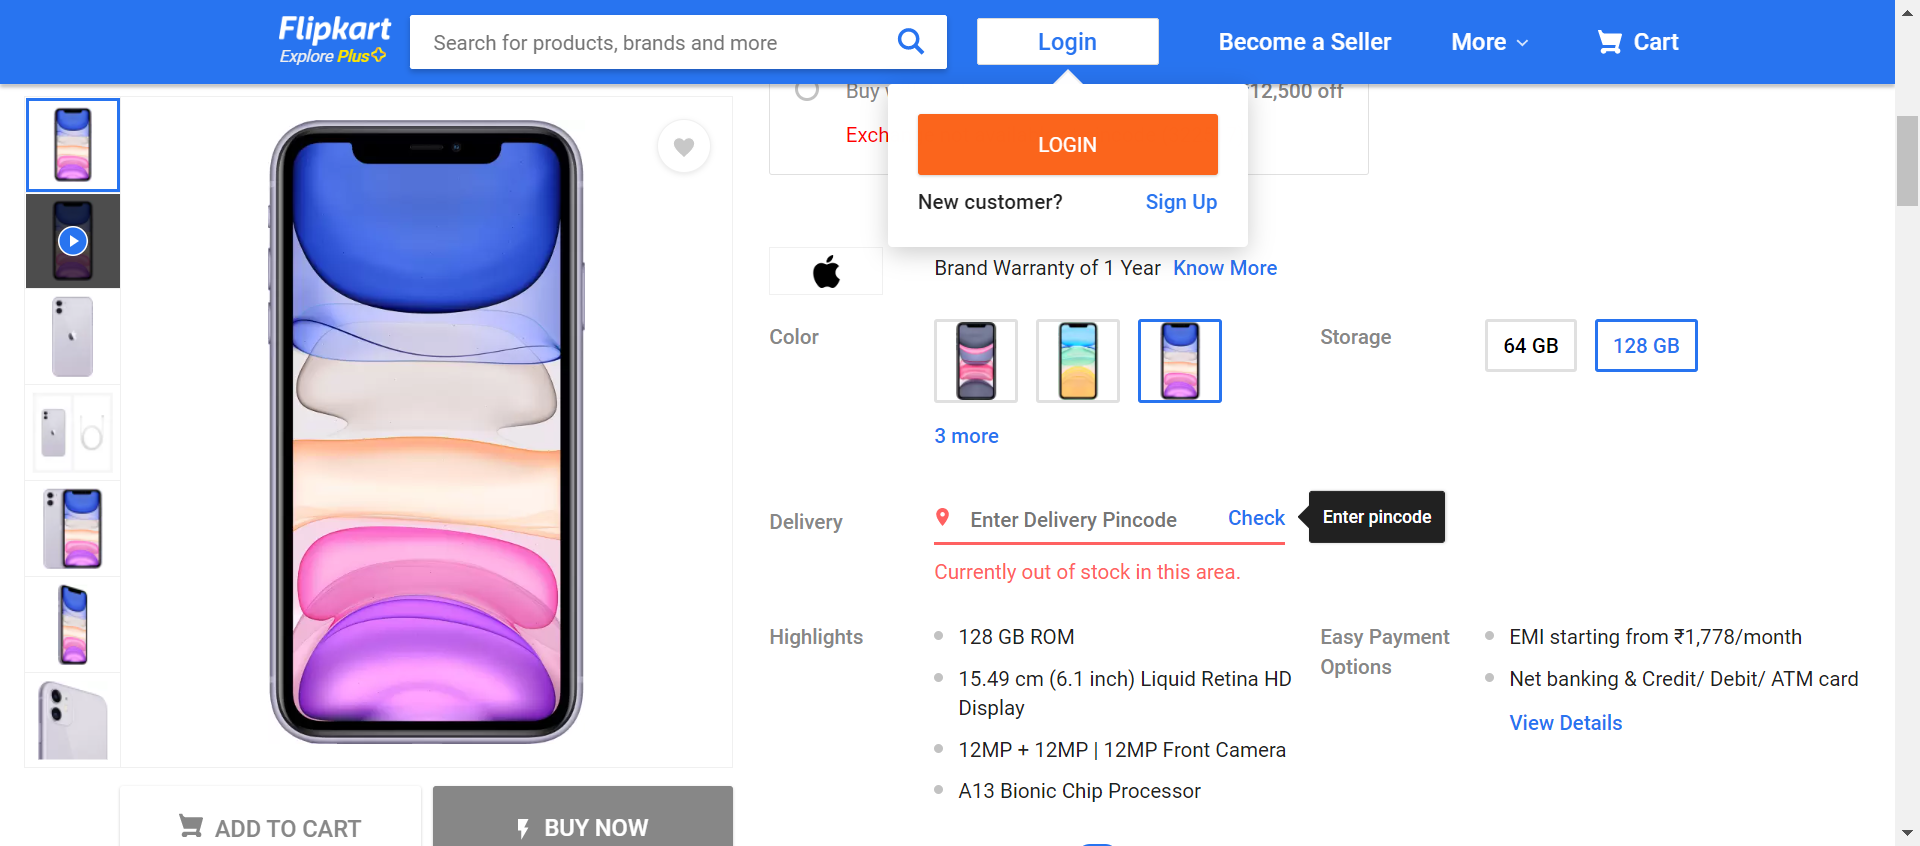 Flipkart
Explore Plus
Search for products, brands and more
Login
Become a Seller
More
Cart
Buy
12,500 off
Exch
LOGIN
New customer?
Sign Up
Brand Warranty of 1 Year Know More
Color
Storage
64 GB
128 GB
3 more
Delivery
Enter Delivery Pincode
Check
Enter pincode
Currently out of stock in this area.
Highlights
128 GB ROM
15.49 cm (6.1 inch) Liquid Retina HD
Display
12MP + 12MP | 12MP Front Camera
A13 Bionic Chip Processor
Easy Payment
Options
EMI starting from ₹1,778/month
Net banking & Credit/ Debit/ ATM card
View Details
ADD TO CART
BUY NOW